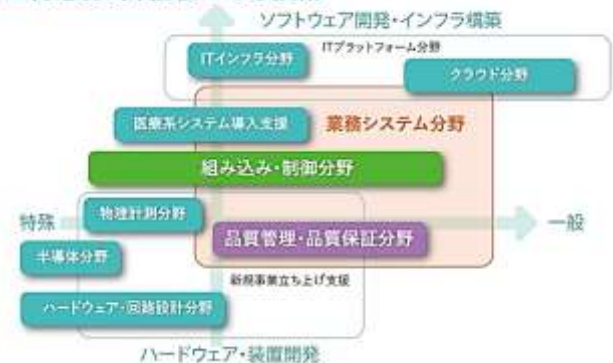 ソフトウェア開発・インフラ構築
ITプラットフォーム分野
ITインフラ分野
クラウド分野
医療系システム導入支援
業務システム分野
組み込み・制御分野
物理計測分野
特殊
一般
品質管理・品質保証分野
半導体分野
新規事業立ち上げ支援
ハードウェア・回路設計分野
ハードウェア・装置開発